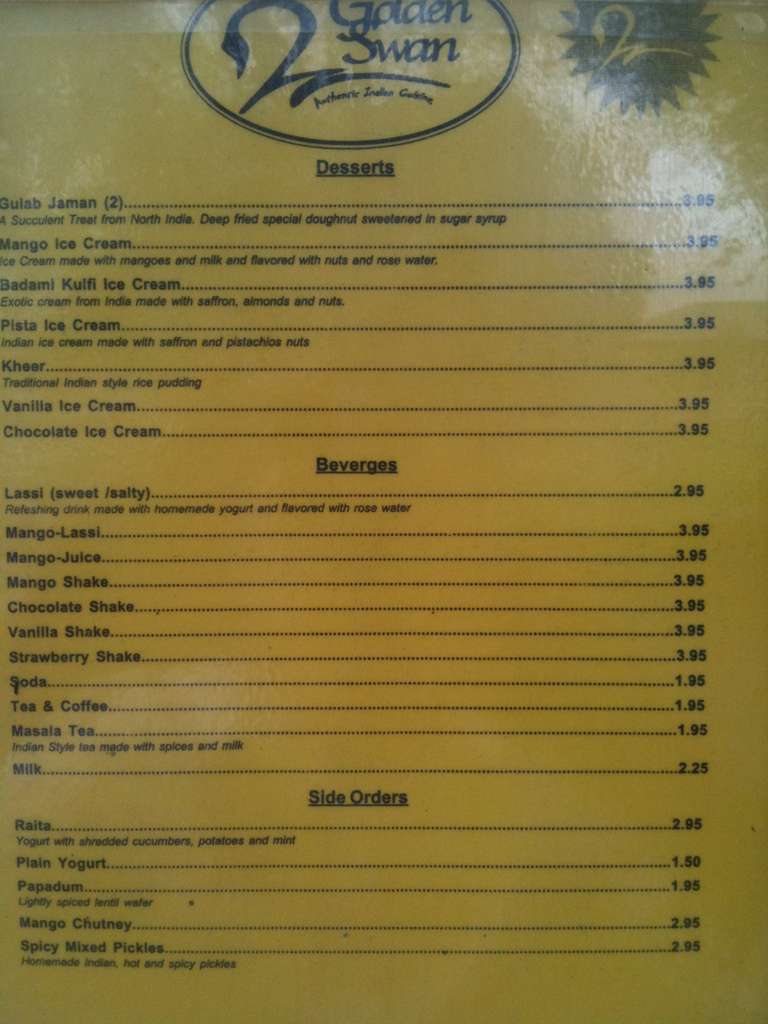 Golden
Swan
Authentic Indian Cuisine
Desserts
Gulab Jaman (2)..........3.95
A Succulent Treat from North India. Deep fried special doughnut sweetened in sugar syrup
Mango Ice Cream..........3.95
Ice Cream made with mangoes and milk and flavored with nuts and rose water.
Badami Kulfi Ice Cream..........3.95
Exotic cream from India made with saffron, almonds and nuts.
Pista Ice Cream..........3.95
Indian ice cream made with saffron and pistachios nuts
Kheer..........3.95
Traditional Indian style rice pudding
Vanilla Ice Cream..........3.95
Chocolate Ice Cream..........3.95
Beverges
Lassi (sweet /salty)..........2.95
Refeshing drink made with homemade yogurt and flavored with rose water
Mango-Lassi..........3.95
Mango-Juice..........3.95
Mango Shake..........3.95
Chocolate Shake..........3.95
Vanilla Shake..........3.95
Strawberry Shake..........3.95
Soda..........1.95
Tea & Coffee..........1.95
Masala Tea..........1.95
Indian Style tea made with spices and milk
Milk..........2.25
Side Orders
Raita..........2.95
Yogurt with shradded cucumbers, potatoes and mint
Plain Yogurt..........1.50
Papadum..........1.95
Lightly spiced lentil wafer
Mango Chutney..........2.95
Spicy Mixed Pickles..........2.95
Homemade Indian, hot and spicy pickles